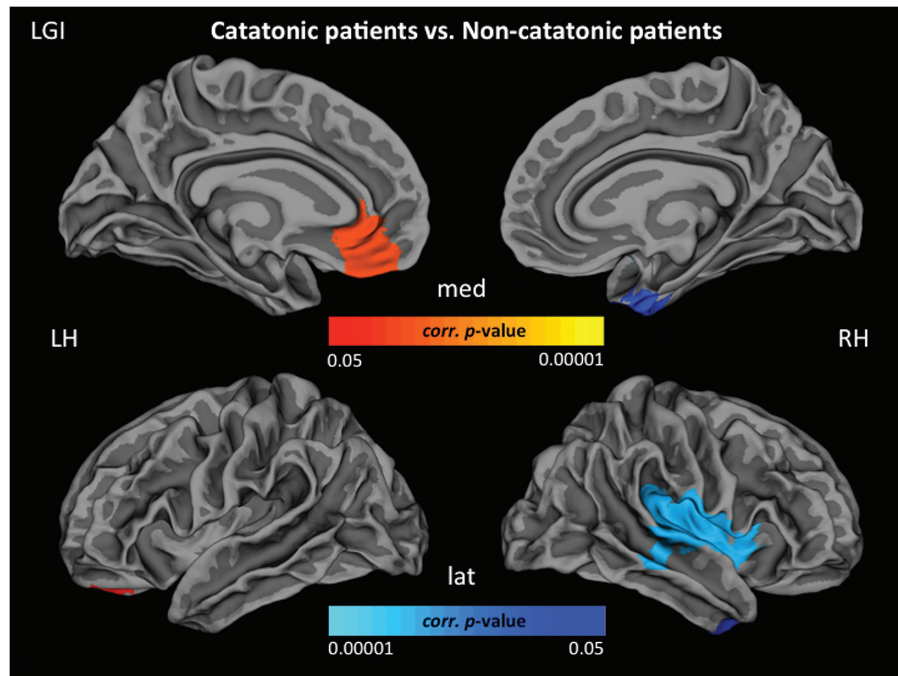 LGI
Catatonic patients vs. Non-catatonic patients
med
LH
corr. p-value
RH
0.05
0.00001
lat
corr. p-value
0.00001
0.05